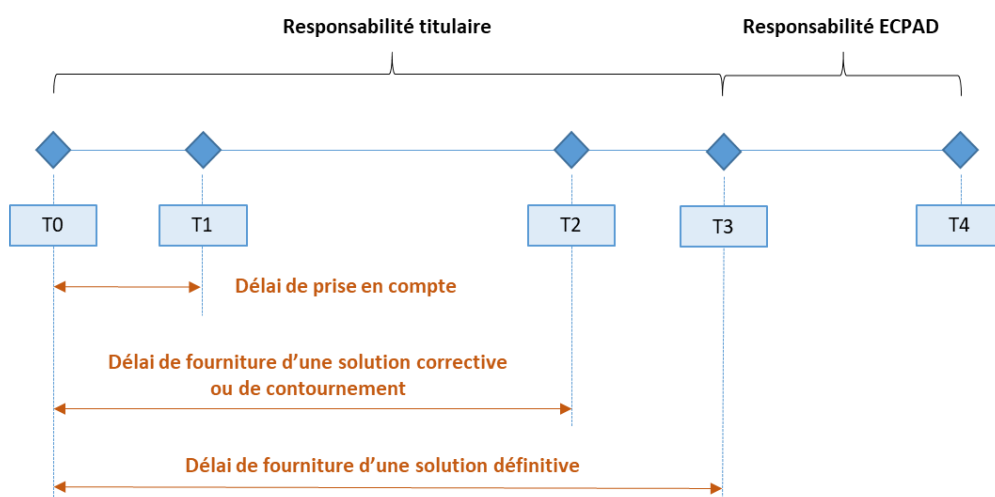 Responsabilité titulaire
Responsabilité ECPAD
T0
T1
T2
T3
T4
Délai de prise en compte
Délai de fourniture d’une solution corrective
ou de contournement
Délai de fourniture d’une solution définitive